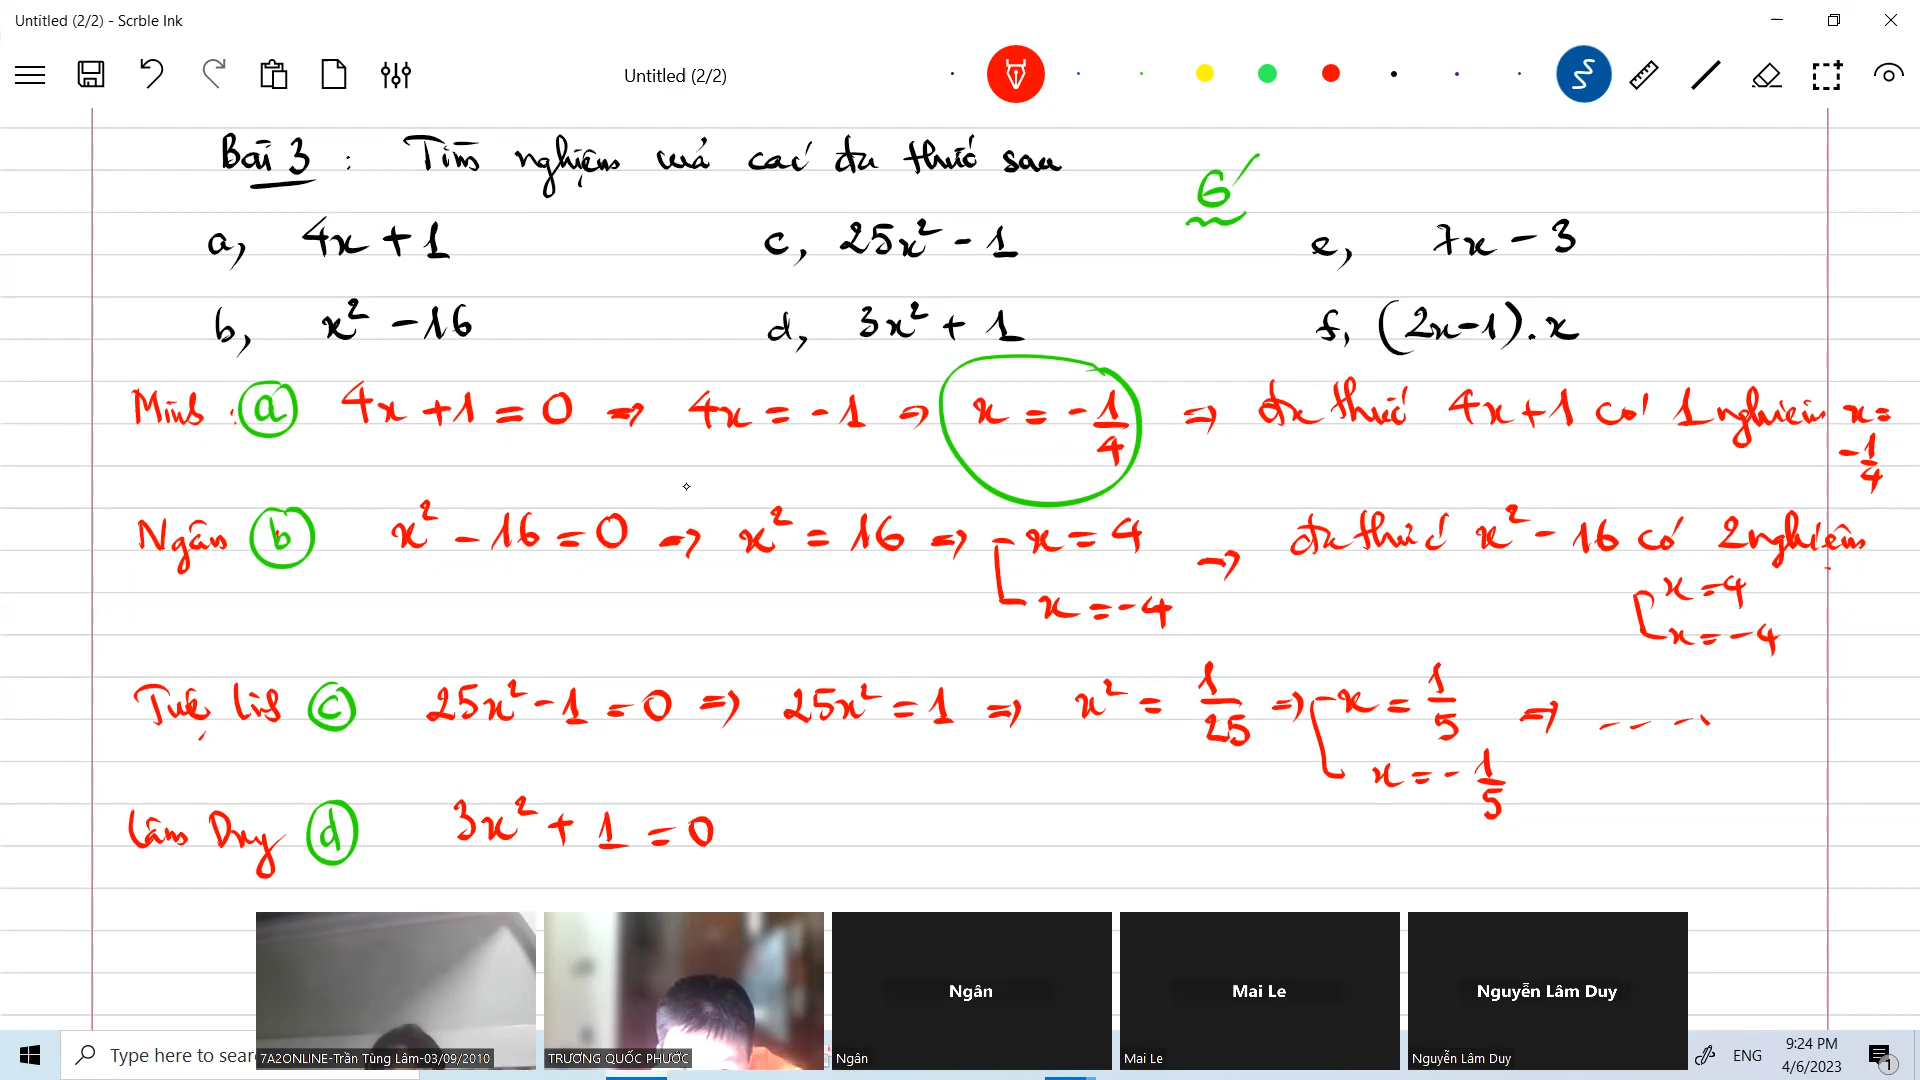 Untitled (2/2) - Scrble Ink
Untitled (2/2)
Bài 3 : Tìm nghiệm của các đa thức sau
6'
a, 4x + 1 c, 25x² - 1 e, 7x - 3
b, x² - 16 d, 3x² + 1 f, (2x-1).x
Minh : a 4x + 1 = 0 => 4x = -1 => x = -1/4 => đa thức 4x+1 có 1 nghiệm x = -1/4
Ngân b x² - 16 = 0 => x² = 16 => x = 4 => đa thức x² - 16 có 2 nghiệm
x = -4
x = 4
x = -4
Tuệ Linh c 25x² - 1 = 0 => 25x² = 1 => x² = 1/25 => x = 1/5 => ....
x = -1/5
Lâm Duy d 3x² + 1 = 0
Ngân
Mai Le
Nguyễn Lâm Duy
7A2ONLINE-Trần Tùng Lâm-03/09/2010
TRƯƠNG QUỐC PHƯỚC
Ngân
Mai Le
Nguyễn Lâm Duy
Type here to sear
ENG
9:24 PM
4/6/2023
1